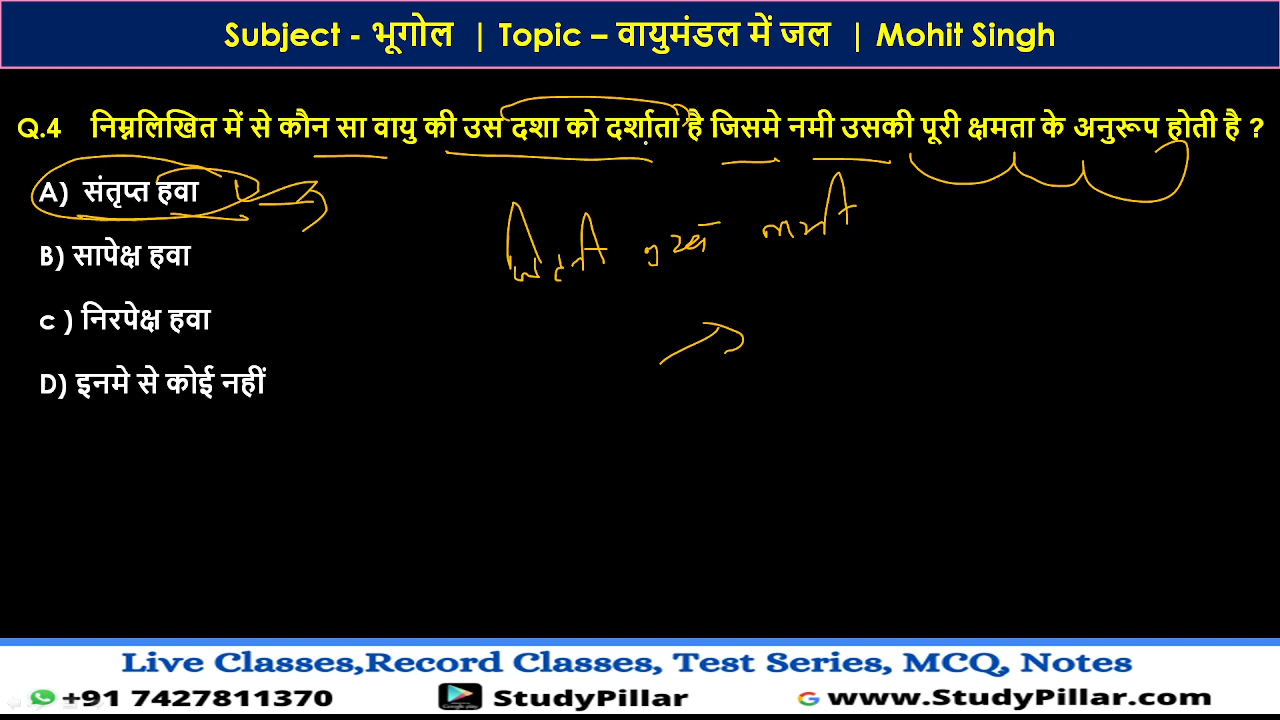 Subject - भूगोल | Topic – वायुमंडल में जल | Mohit Singh
Q.4 निम्नलिखित में से कौन सा वायु की उस दशा को दर्शाता है जिसमे नमी उसकी पूरी क्षमता के अनुरूप होती है ?
A) संतृप्त हवा
B) सापेक्ष हवा
c ) निरपेक्ष हवा
D) इनमे से कोई नहीं
Live Classes,Record Classes, Test Series, MCQ, Notes
+91 7427811370 StudyPillar www.StudyPillar.com